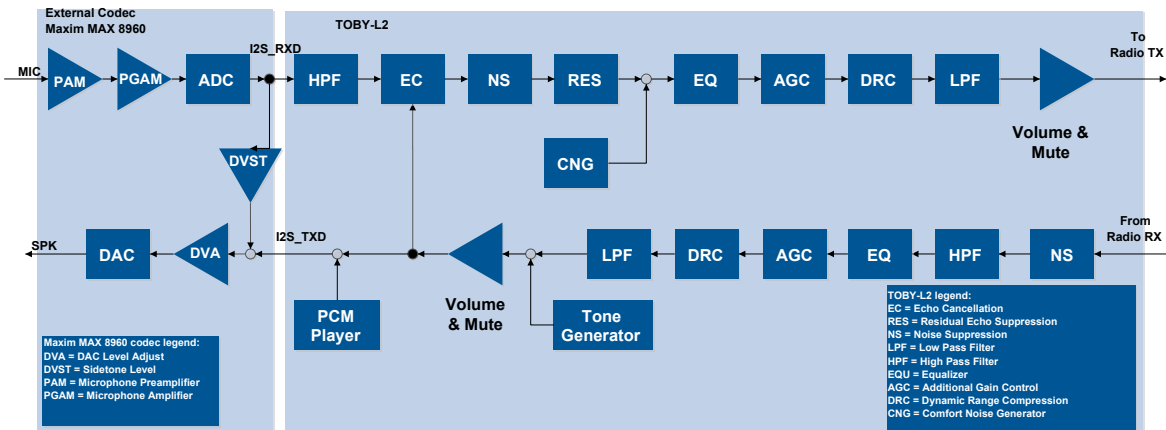 External Codec
Maxim MAX 8960
TOBY-L2
I2S_RXD
To
Radio TX
MIC
PAM
PGAM
ADC
HPF
EC
NS
RES
EQ
AGC
DRC
LPF
Volume &
Mute
DVST
CNG
I2S_TXD
From
Radio RX
SPK
DAC
DVA
LPF
DRC
AGC
EQ
HPF
NS
Volume
& Mute
PCM
Player
Tone
Generator
Maxim MAX 8960 codec legend:
DVA = DAC Level Adjust
DVST = Sidetone Level
PAM = Microphone Preamplifier
PGAM = Microphone Amplifier
TOBY-L2 legend:
EC = Echo Cancellation
RES = Residual Echo Suppression
NS = Noise Suppression
LPF = Low Pass Filter
HPF = High Pass Filter
EQU = Equalizer
AGC = Additional Gain Control
DRC = Dynamic Range Compression
CNG = Comfort Noise Generator